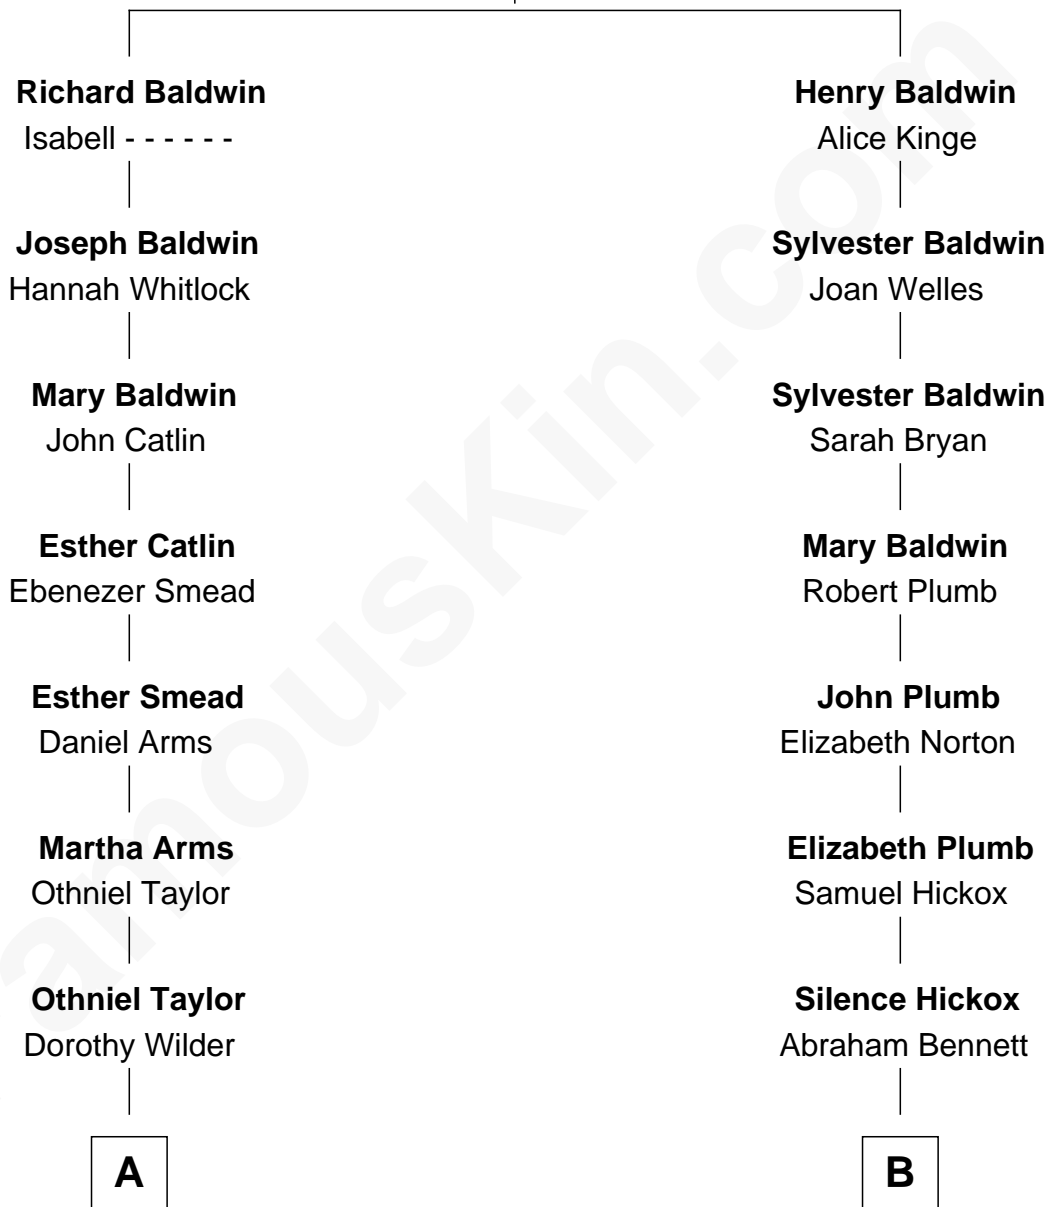 Richard Baldwin
Isabell - - - - - -
Joseph Baldwin
Hannah Whitlock
Mary Baldwin
John Catlin
Esther Catlin
Ebenezer Smead
Esther Smead
Daniel Arms
Martha Arms
Othniel Taylor
Othniel Taylor
Dorothy Wilder
A
Henry Baldwin
Alice Kinge
Sylvester Baldwin
Joan Welles
Sylvester Baldwin
Sarah Bryan
Mary Baldwin
Robert Plumb
John Plumb
Elizabeth Norton
Elizabeth Plumb
Samuel Hickox
Silence Hickox
Abraham Bennett
B
amouskin.com